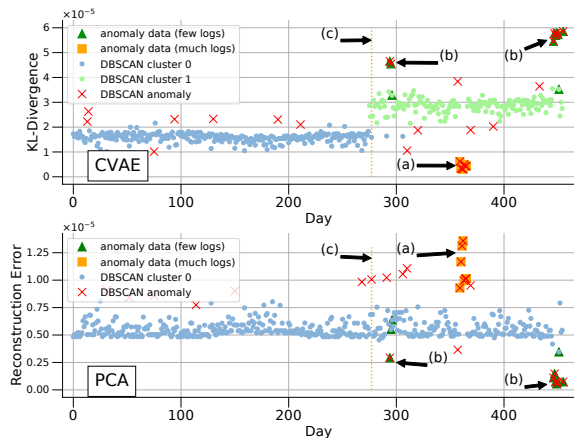 ×10⁻⁵
6
4
2
0
KL-Divergence
anomaly data (few logs)
anomaly data (much logs)
DBSCAN cluster 0
DBSCAN cluster 1
DBSCAN anomaly
(c)
(b)
(b)
(a)
CVAE
0
100
200
300
400
Day
×10⁻⁵
1.25
1.00
0.75
0.50
0.25
0.00
Reconstruction Error
anomaly data (few logs)
anomaly data (much logs)
DBSCAN cluster 0
DBSCAN anomaly
(c)
(a)
(b)
(b)
PCA
0
100
200
300
400
Day